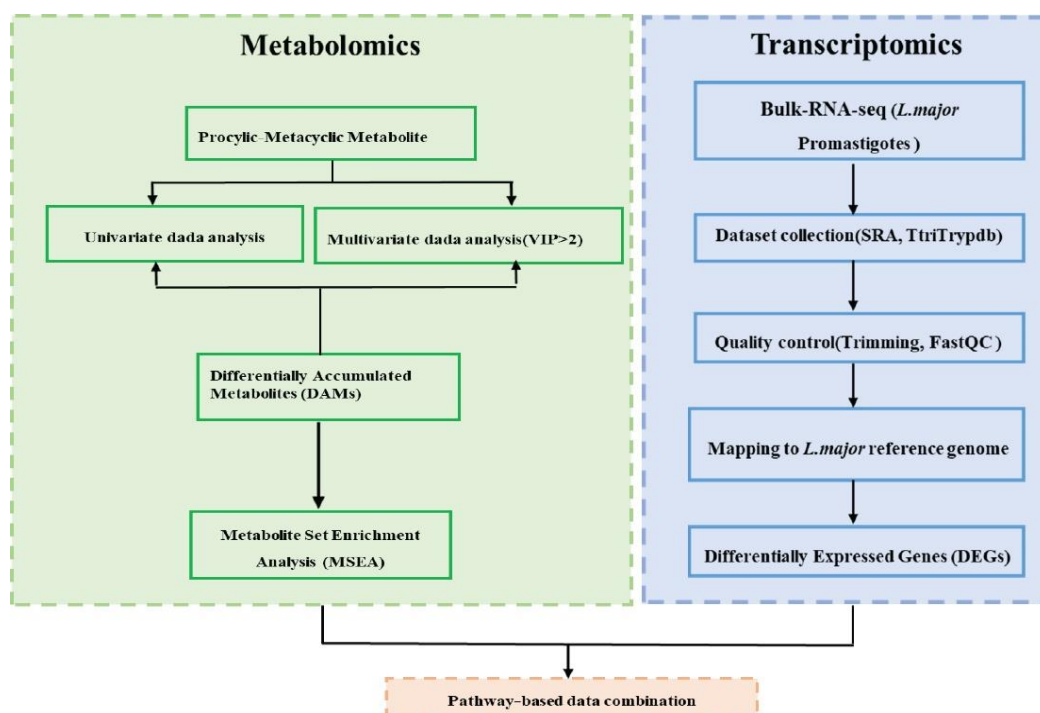 Metabolomics
Procylic-Metacyclic Metabolite
Univariate dada analysis
Multivariate dada analysis(VIP>2)
Differentially Accumulated
Metabolites (DAMs)
Metabolite Set Enrichment
Analysis (MSEA)
Transcriptomics
Bulk-RNA-seq (L.major
Promastigotes )
Dataset collection(SRA, TtriTrypdb)
Quality control(Trimming, FastQC )
Mapping to L.major reference genome
Differentially Expressed Genes (DEGs)
Pathway-based data combination